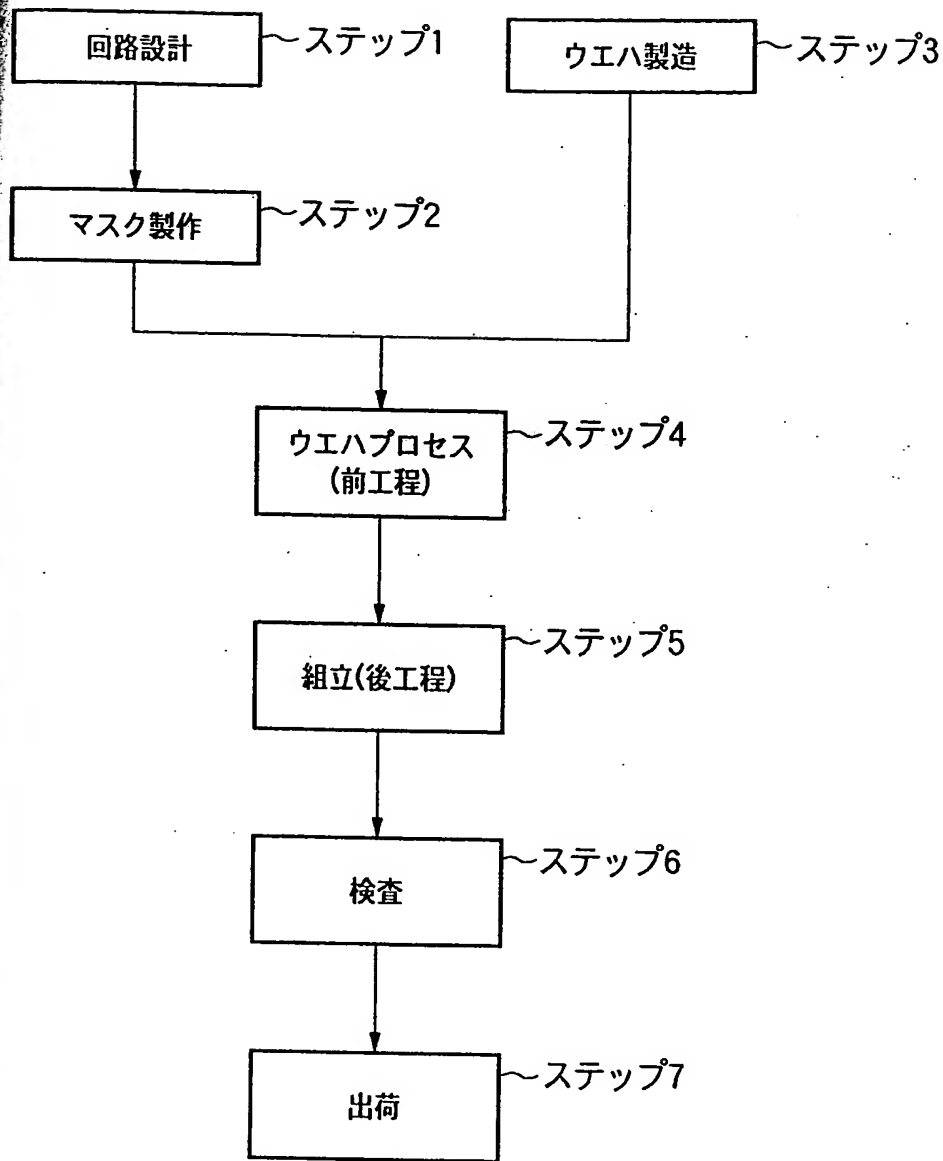 回路設計
ステップ1
ウエハ製造
ステップ3
マスク製作
ステップ2
ウエハプロセス
(前工程)
ステップ4
組立(後工程)
ステップ5
検査
ステップ6
出荷
ステップ7